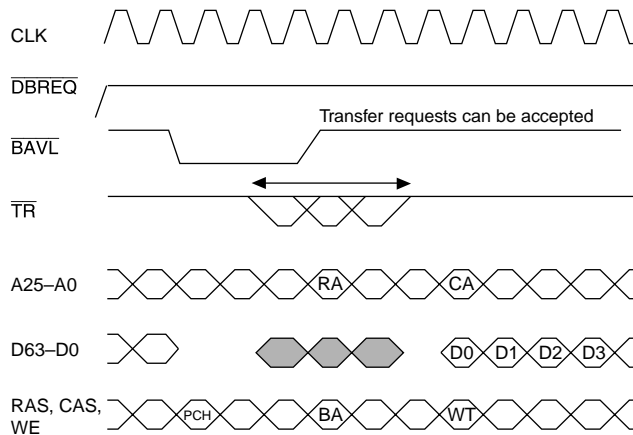 CLK
DBREQ
Transfer requests can be accepted
BAVL
TR
A25–A0
RA
CA
D63–D0
D0
D1
D2
D3
RAS, CAS,
WE
PCH
BA
WT